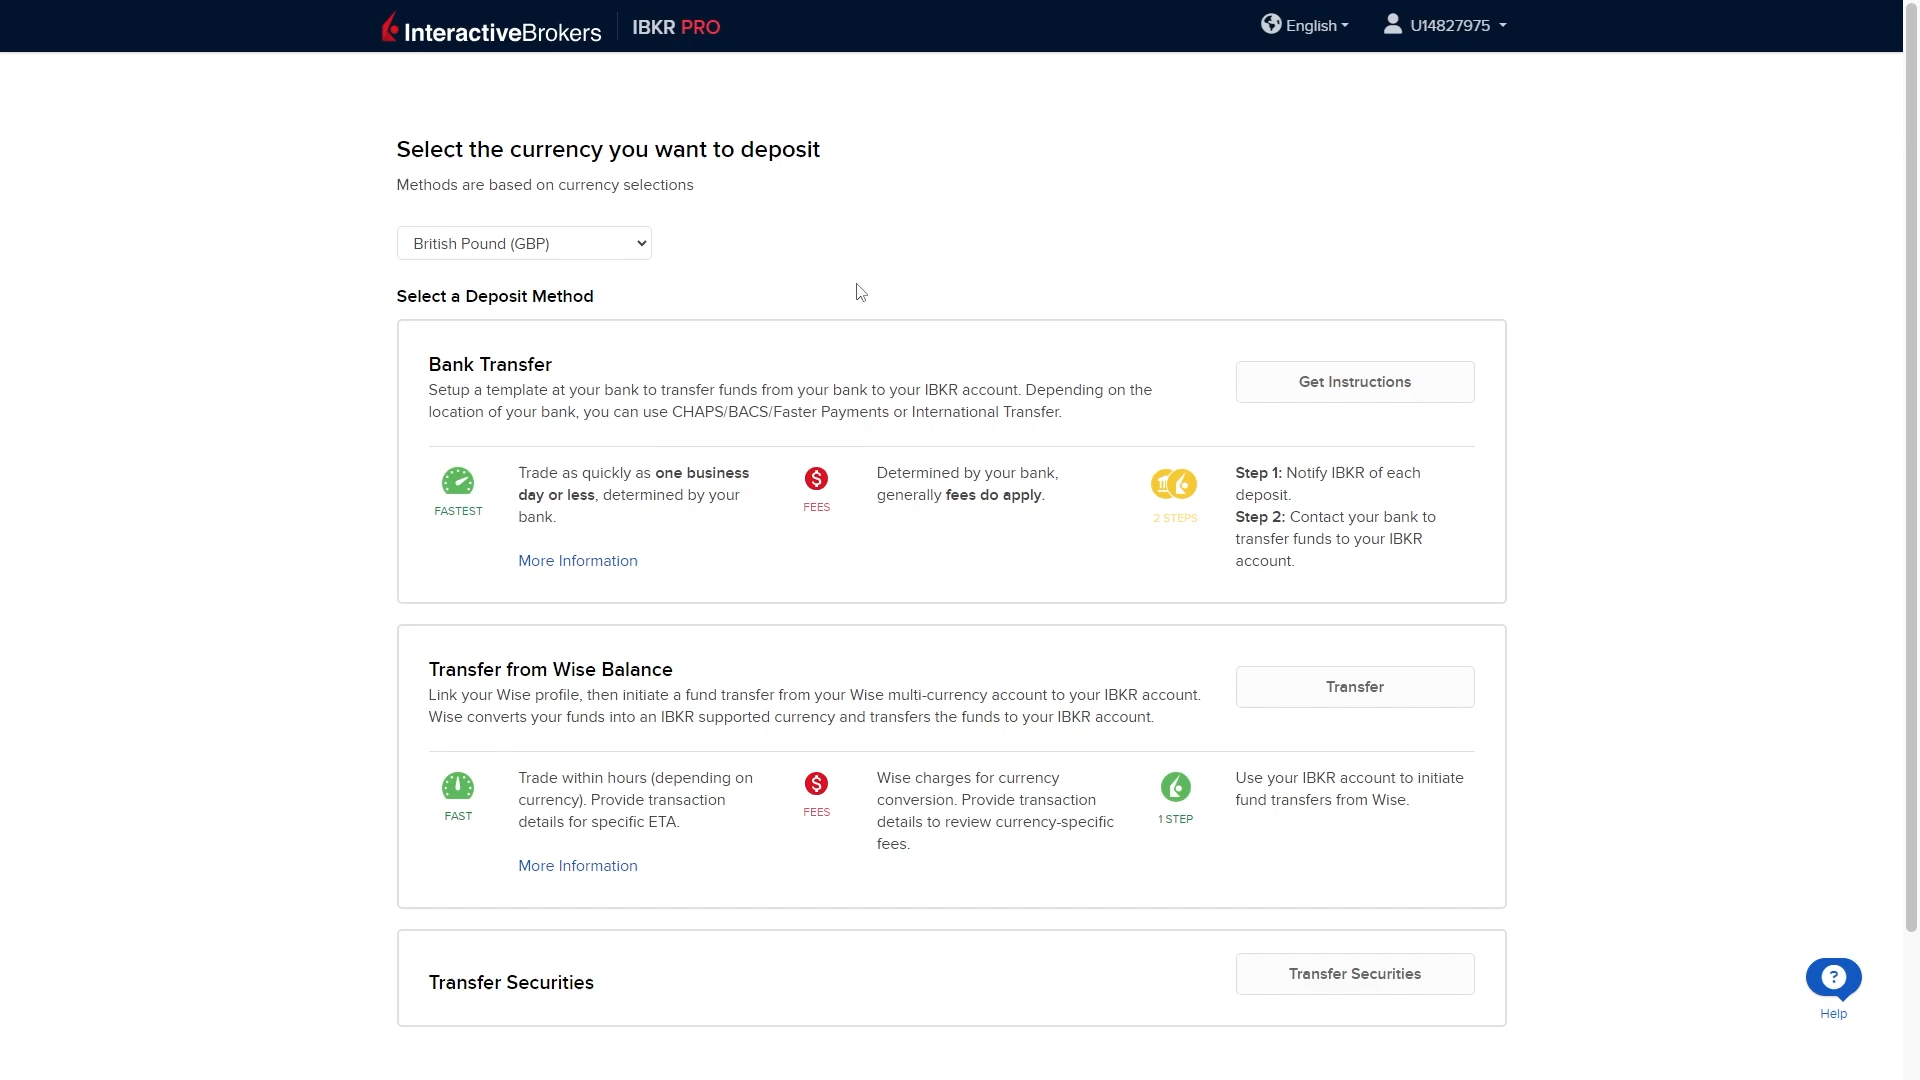 InteractiveBrokers IBKR PRO English U14827975
Select the currency you want to deposit
Methods are based on currency selections
British Pound (GBP)
Select a Deposit Method
Bank Transfer
Setup a template at your bank to transfer funds from your bank to your IBKR account. Depending on the
location of your bank, you can use CHAPS/BACS/Faster Payments or International Transfer.
Get Instructions
FASTEST
Trade as quickly as one business
day or less, determined by your
bank.
More Information
$
FEES
Determined by your bank,
generally fees do apply.
2 STEPS
Step 1: Notify IBKR of each
deposit.
Step 2: Contact your bank to
transfer funds to your IBKR
account.
Transfer from Wise Balance
Link your Wise profile, then initiate a fund transfer from your Wise multi-currency account to your IBKR account.
Wise converts your funds into an IBKR supported currency and transfers the funds to your IBKR account.
Transfer
FAST
Trade within hours (depending on
currency). Provide transaction
details for specific ETA.
More Information
$
FEES
Wise charges for currency
conversion. Provide transaction
details to review currency-specific
fees.
1 STEP
Use your IBKR account to initiate
fund transfers from Wise.
Transfer Securities
Transfer Securities
?
Help